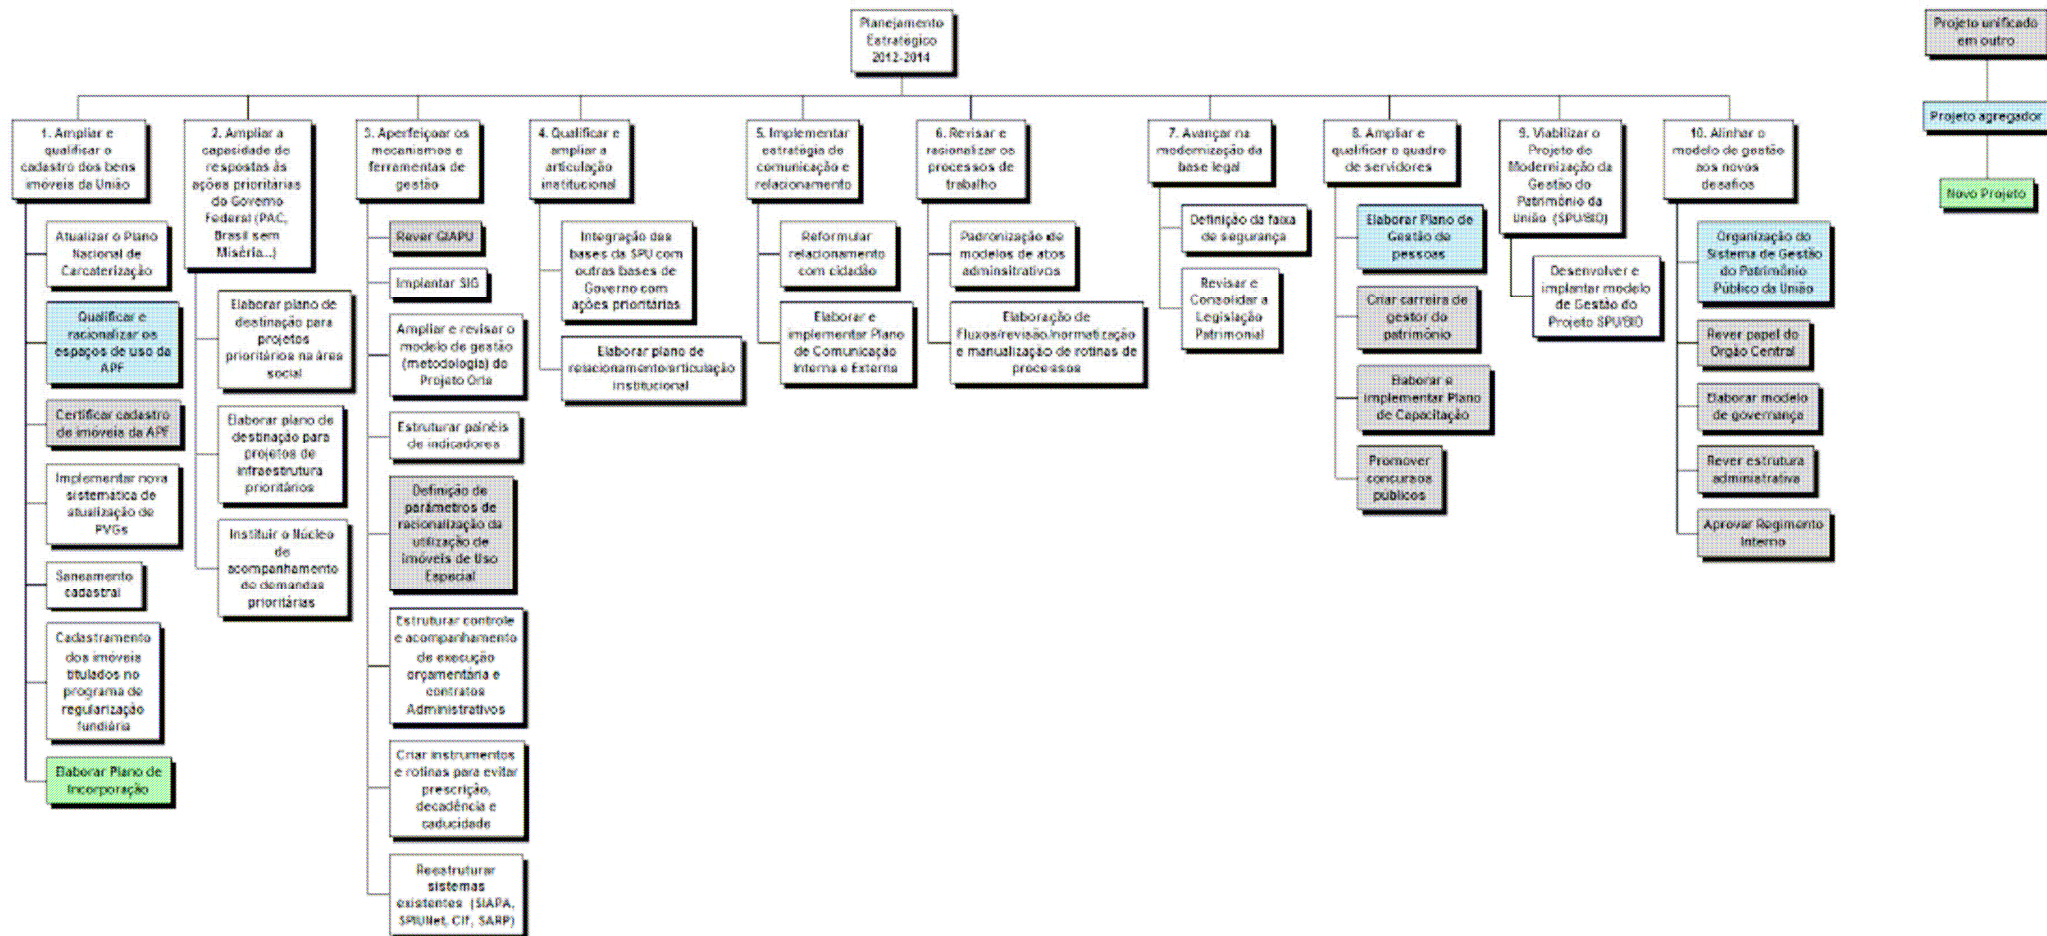 Planejamento
Estratégico
2012-2014
Projeto unificado
em outro
Projeto agregador
Novo Projeto
1. Ampliar e
qualificar o
cadastro dos bens
imóveis da União
Atualizar o Plano
Nacional de
Carcaterização
Qualificar e
racionalizar os
espaços de uso da
APF
Certificar cadastro
de imóveis da APF
Implementar nova
sistemática de
atualização de
PVGs
Saneamento
cadastral
Cadastramento
dos imóveis
titulados no
programa de
regularização
fundiária
Elaborar Plano de
Incorporação
2. Ampliar a
capacidade de
respostas às
ações prioritárias
do Governo
Federal (PAC,
Brasil sem
Miséria...)
Elaborar plano de
destinação para
projetos
prioritários na área
social
Elaborar plano de
destinação para
projetos de
infraestrutura
prioritários
Instituir o Núcleo
de
acompanhamento
de demandas
prioritárias
3. Aperfeiçoar os
mecanismos e
ferramentas de
gestão
Rever GIAPU
Implantar SIG
Ampliar e revisar o
modelo de gestão
(metodologia) do
Projeto Orla
Estruturar painéis
de indicadores
Definição de
parâmetros de
racionalização da
utilização de
Imóveis de Uso
Especial
Estruturar controle
e acompanhamento
de execução
orçamentária e
contratos
Administrativos
Criar instrumentos
e rotinas para evitar
prescrição,
decadência e
caducidade
Reestruturar
sistemas
existentes (SIAPA,
SPIUNet, CIF, SARP)
4. Qualificar e
ampliar a
articulação
institucional
Integração das
bases da SPU com
outras bases de
Governo com
ações prioritárias
Elaborar plano de
relacionamento/articulação
institucional
5. Implementar
estratégia de
comunicação e
relacionamento
Reformular
relacionamento
com cidadão
Elaborar e
implementar Plano
de Comunicação
Interna e Externa
6. Revisar e
racionalizar os
processos de
trabalho
Padronização de
modelos de atos
adminsitrativos
Elaboração de
Fluxos/revisão/normatização
e manualização de rotinas de
processos
7. Avançar na
modernização da
base legal
Definição da faixa
de segurança
Revisar e
Consolidar a
Legislação
Patrimonial
8. Ampliar e
qualificar o quadro
de servidores
Elaborar Plano de
Gestão de
pessoas
Criar carreira de
gestor do
patrimônio
Elaborar e
implementar Plano
de Capacitação
Promover
concursos
públicos
9. Viabilizar o
Projeto de
Modernização da
Gestão do
Patrimônio da
União (SPU/BID)
Desenvolver e
implantar modelo
de Gestão do
Projeto SPU/BID
10. Alinhar o
modelo de gestão
aos novos
desafios
Organização do
Sistema de Gestão
do Patrimônio
Público da União
Rever papel do
Orgão Central
Elaborar modelo
de governança
Rever estrutura
administrativa
Aprovar Regimento
Interno